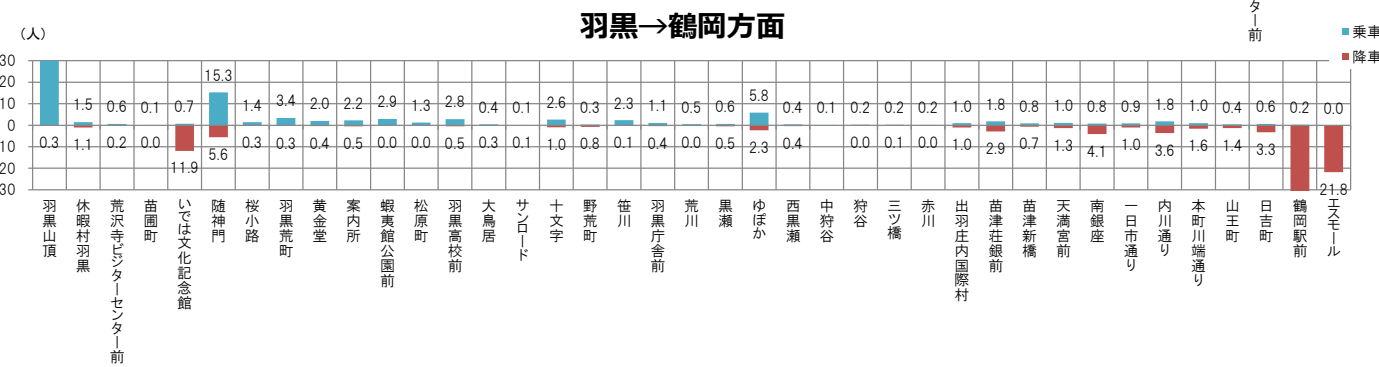 ター前
羽黒→鶴岡方面
（人）
乗車
降車
30
20
10
0
10
20
30
15.3
1.5 0.6 0.1 0.7 1.4 3.4 2.0 2.2 2.9 1.3 2.8 0.4 0.1 2.6 0.3 2.3 1.1 0.5 0.6 5.8 0.4 0.1 0.2 0.2 0.2 1.0 1.8 0.8 1.0 0.8 0.9 1.8 1.0 0.4 0.6 0.2 0.0
0.3 1.1 0.2 0.0 11.9 5.6 0.3 0.3 0.4 0.5 0.0 0.0 0.5 0.3 0.1 1.0 0.8 0.1 0.4 0.0 0.5 2.3 0.4 0.0 0.1 0.0 1.0 2.9 0.7 1.3 4.1 1.0 3.6 1.6 1.4 3.3 21.8
羽黒山頂
休暇村羽黒
荒沢寺ビジターセンター前
苗圃町
いでは文化記念館
随神門
桜小路
羽黒荒町
黄金堂
案内所
蝦夷館公園前
松原町
羽黒高校前
大鳥居
サンロード
十文字
野荒町
笹川
羽黒庁舎前
荒川
黒瀬
ゆぽか
西黒瀬
中狩谷
狩谷
三ツ橋
赤川
出羽庄内国際村
苗津荘銀前
苗津新橋
天満宮前
南銀座
一日市通り
内川通り
本町川端通り
山王町
日吉町
鶴岡駅前
エスモール